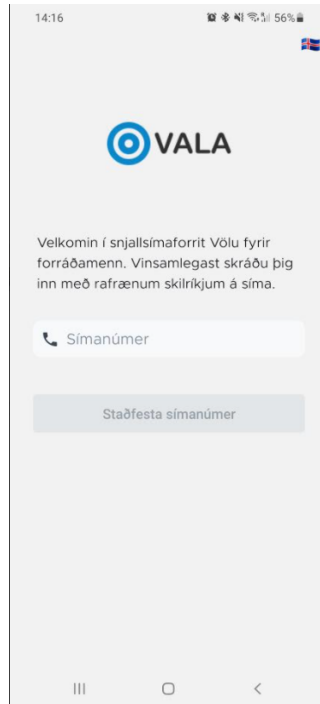 14:16
56%
VALA
Velkomin í snjallsímaforrit Völu fyrir
forráðamenn. Vinsamlegast skráðu þig
inn með rafrænum skilríkjum á síma.
Símanúmer
Staðfesta símanúmer